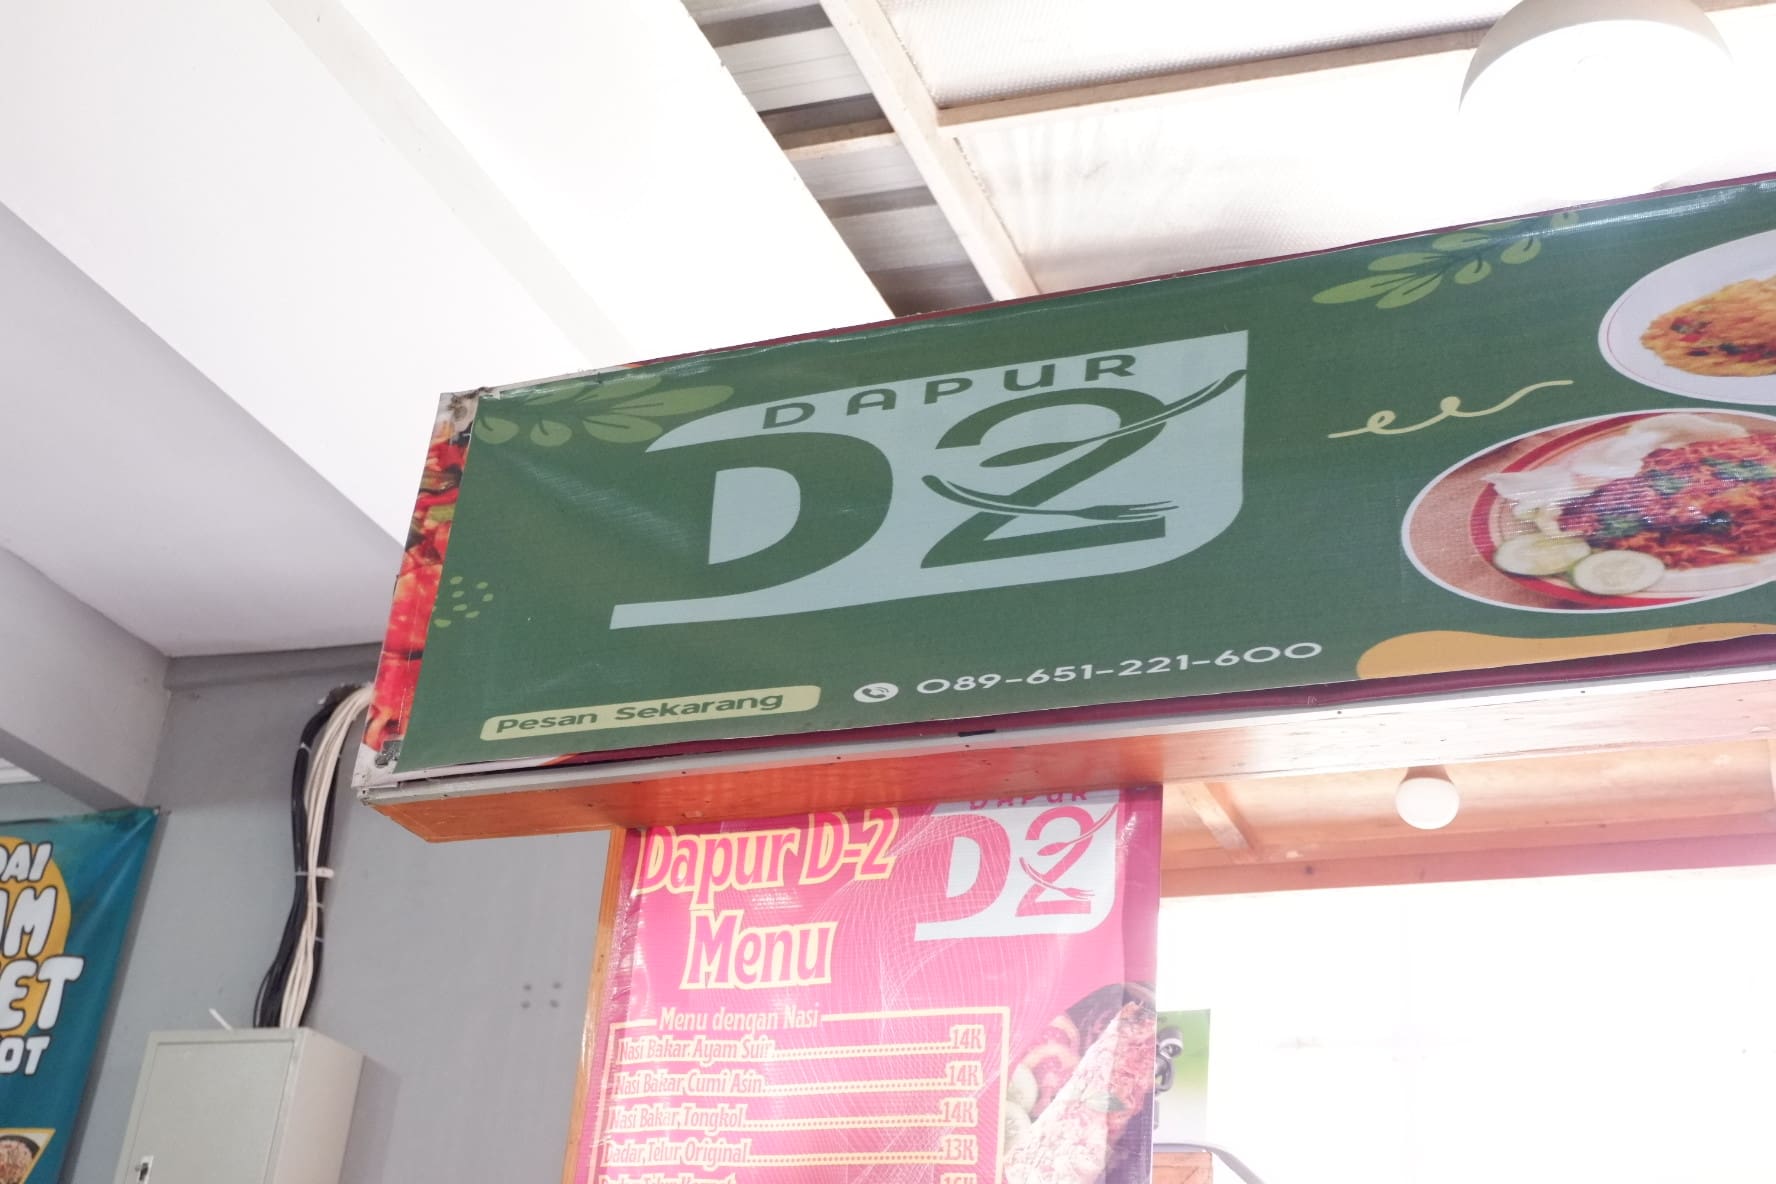 DAPUR
D2
Pesan Sekarang
089-651-221-600
DAPUR
D2
Dapur D-2
Menu
Menu dengan Nasi
Nasi Bakar Ayam Suir 14K
Nasi Bakar Cumi Asin 14K
Nasi Bakar Tongkol 14K
Dadar Telur Original 13K